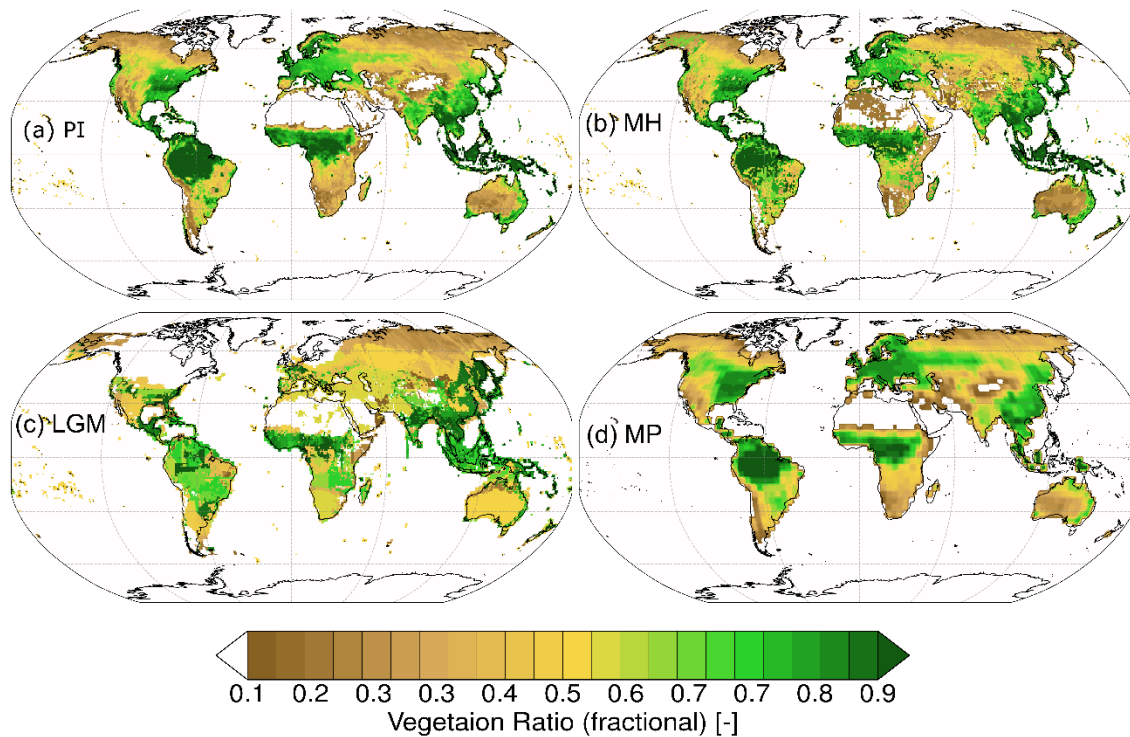 (a) PI
(b) MH
(c) LGM
(d) MP
0.1 0.2 0.3 0.3 0.4 0.5 0.6 0.7 0.7 0.8 0.9
Vegetaion Ratio (fractional) [-]